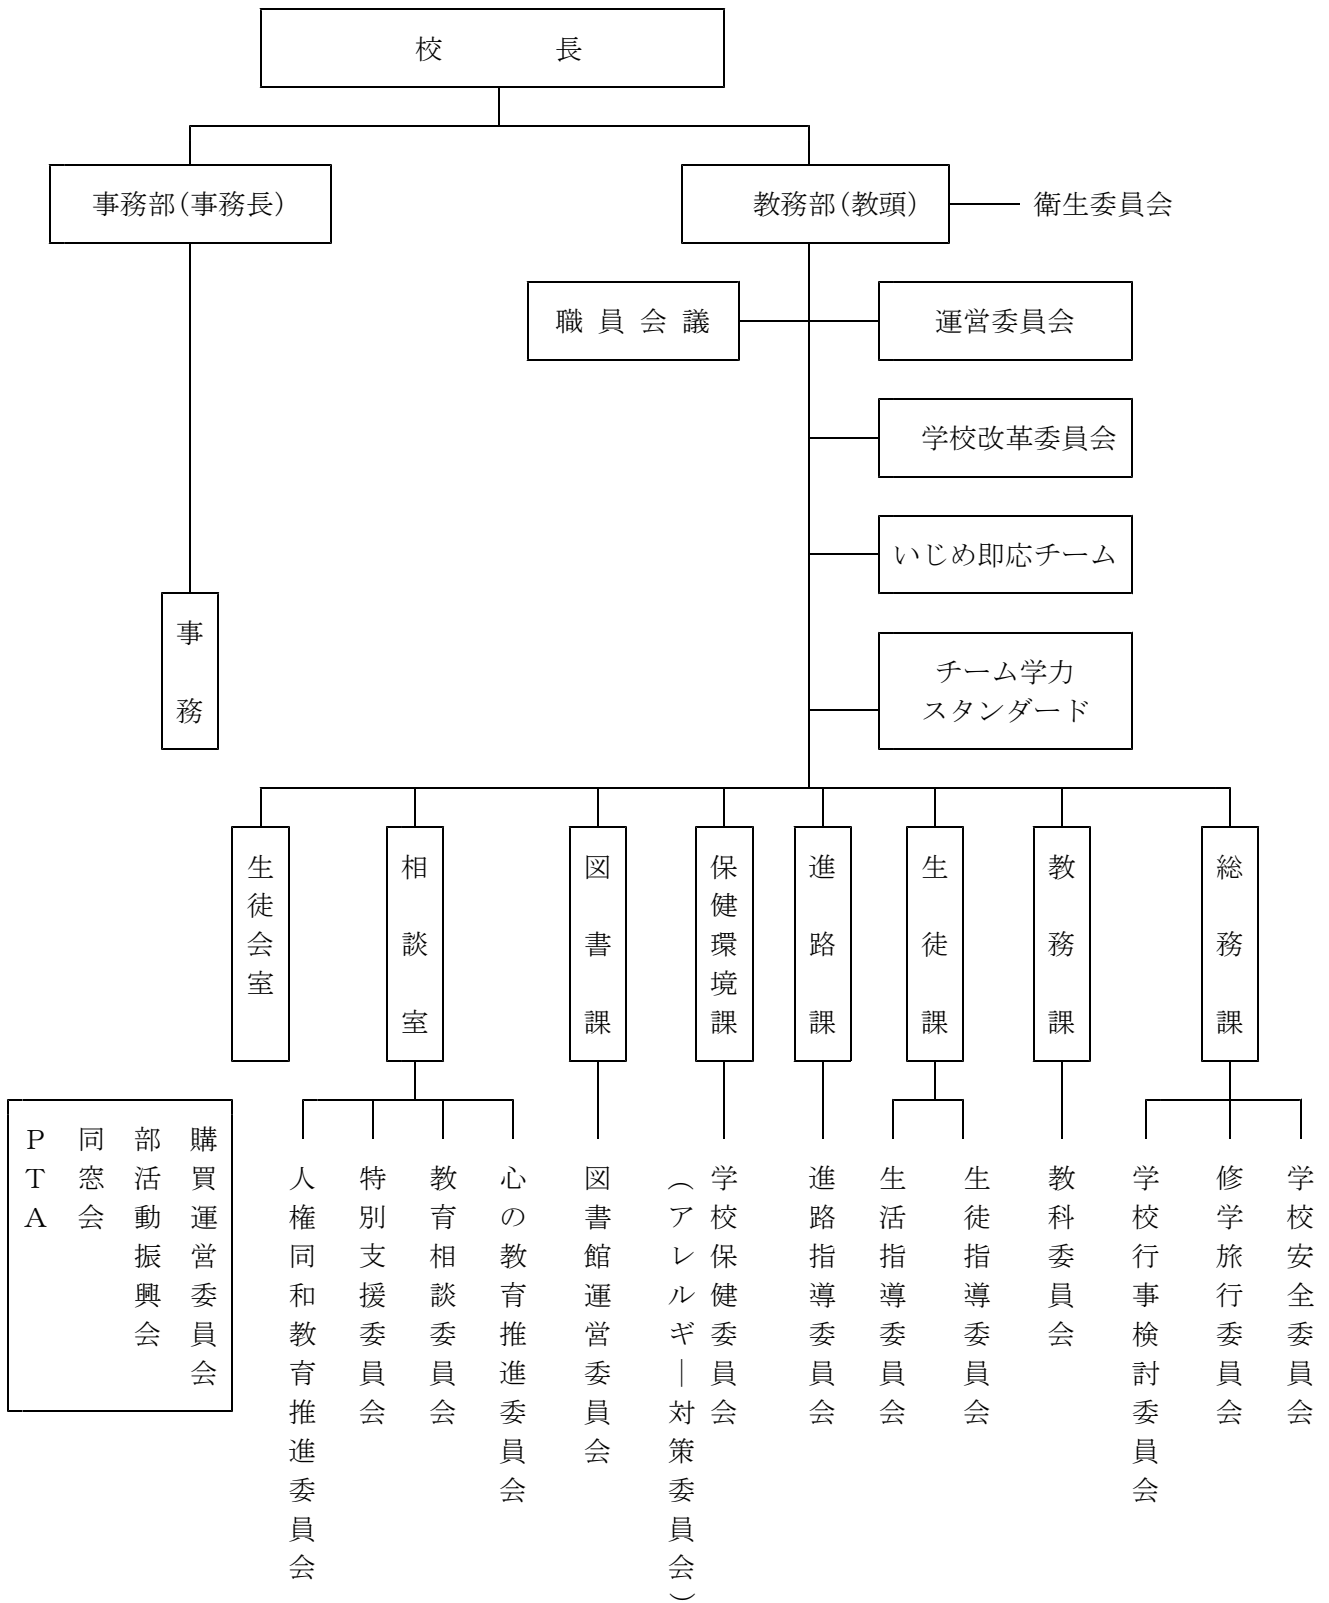 校　　　　長
事務部(事務長)
教務部(教頭)
衛生委員会
職 員 会 議
運営委員会
学校改革委員会
いじめ即応チーム
チーム学力
スタンダード
事　務
生徒会室
相　談　室
図　書　課
保健環境課
進　路　課
生　徒　課
教　務　課
総　務　課
ＰＴＡ
同窓会
部活動振興会
購買運営委員会
人権同和教育推進委員会
特別支援委員会
教育相談委員会
心の教育推進委員会
図書館運営委員会
学校保健委員会
（アレルギー対策委員会）
進路指導委員会
生活指導委員会
生徒指導委員会
教科委員会
学校行事検討委員会
修学旅行委員会
学校安全委員会